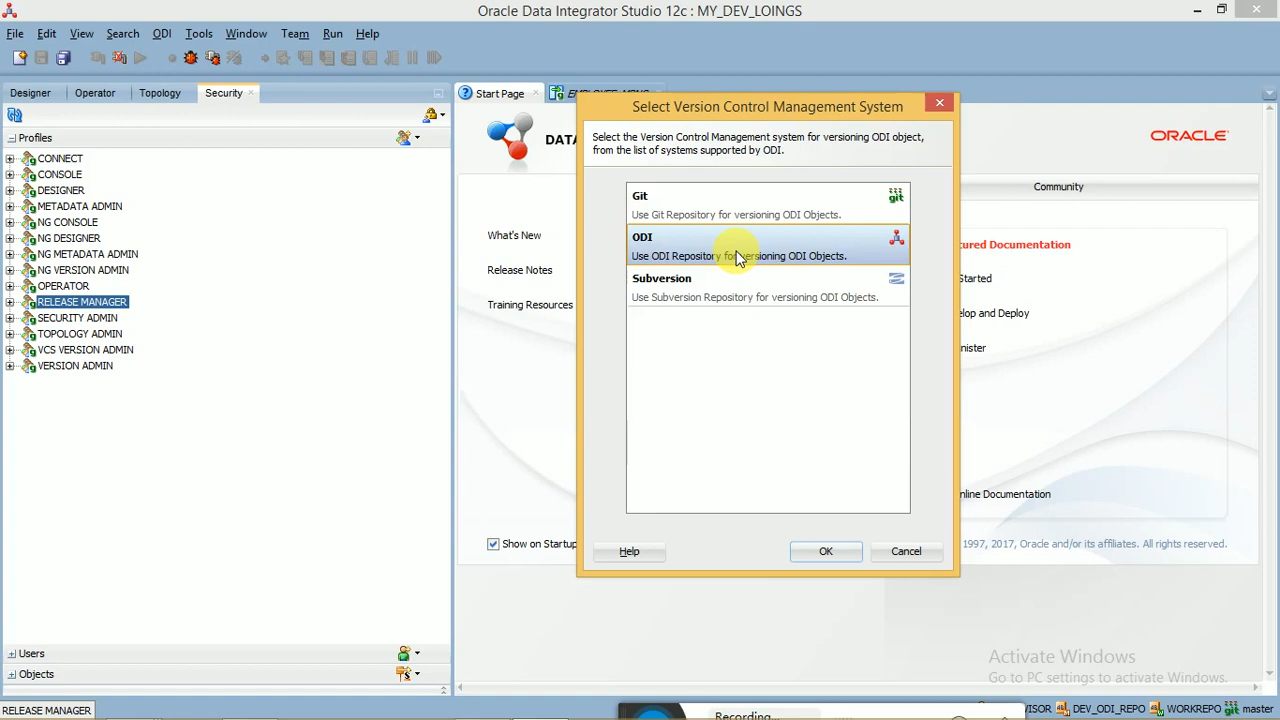 Oracle Data Integrator Studio 12c : MY_DEV_LOINGS
File Edit View Search ODI Tools Window Team Run Help
Designer Operator Topology Security
Start Page
Profiles
CONNECT
CONSOLE
DESIGNER
METADATA ADMIN
NG CONSOLE
NG DESIGNER
NG METADATA ADMIN
NG VERSION ADMIN
OPERATOR
RELEASE MANAGER
SECURITY ADMIN
TOPOLOGY ADMIN
VCS VERSION ADMIN
VERSION ADMIN
Users
Objects
RELEASE MANAGER
DATA
ORACLE
Community
What's New
Release Notes
Training Resources
tured Documentation
Started
elop and Deploy
nister
nline Documentation
Show on Startup
1997, 2017, Oracle and/or its affiliates. All rights reserved.
Select Version Control Management System
Select the Version Control Management system for versioning ODI object,
from the list of systems supported by ODI.
Git
git
Use Git Repository for versioning ODI Objects.
ODI
Use ODI Repository for versioning ODI Objects.
Subversion
Use Subversion Repository for versioning ODI Objects.
Help OK Cancel
Activate Windows
Go to PC settings to activate Windows.
Recording...
VISOR DEV_ODI_REPO WORKREPO git master